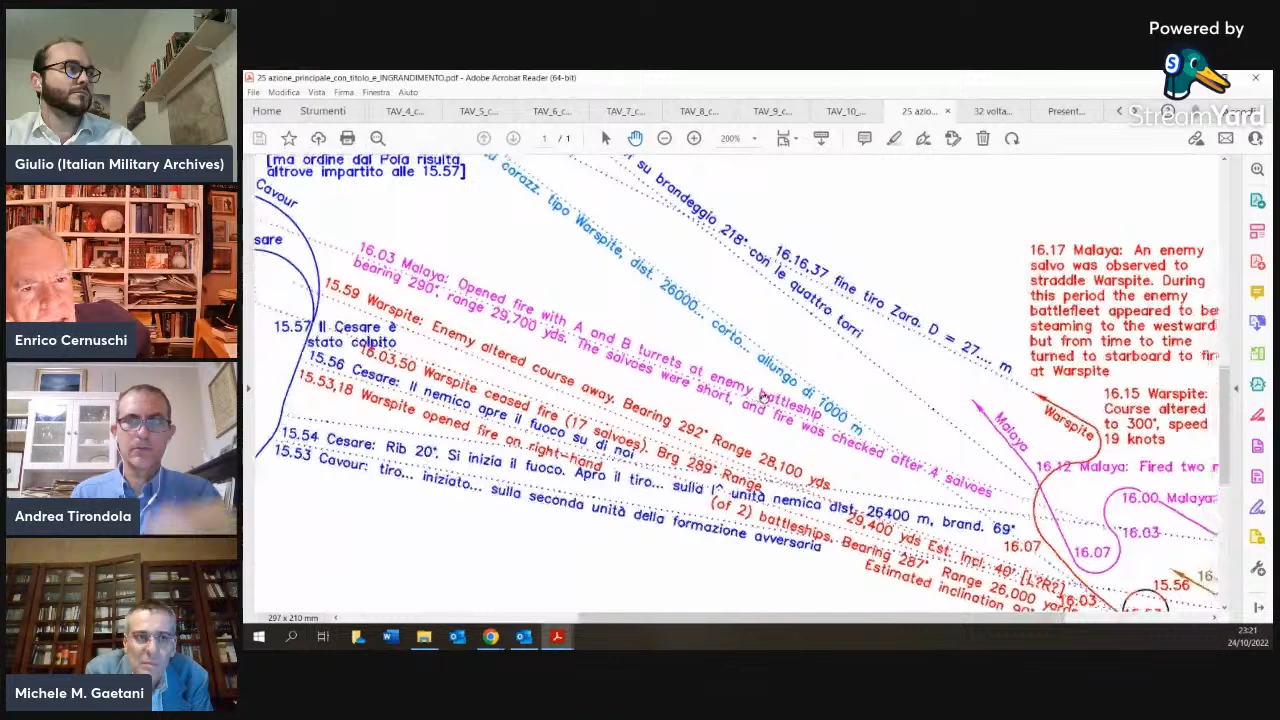 Powered by
StreamYard
Giulio (Italian Military Archives)
Enrico Cernuschi
Andrea Tirondola
Michele M. Gaetani
25 azione_principale_con_titolo_e_INGRANDIMENTO.pdf - Adobe Acrobat Reader (64-bit)
File Modifica Vista Firma Finestra Aiuto
Home Strumenti TAV_4_c... TAV_5_c... TAV_6_c... TAV_7_c... TAV_8_c... TAV_9_c... TAV_10_... 25 azio... × 32 volta... Present...
1 / 1 200%
[ma ordine dal Pola risulta
altrove impartito alle 15.57]
Cavour
sare
su brandeggio 218° con le quattro torri
16.16,37 fine tiro Zara. D = 27... m
corazz. tipo Warspite, dist. 26000... corto... allungo di 1000 m
16.03 Malaya: Opened fire with A and B turrets at enemy battleship
bearing 290°, range 29,700 yds. The salvoes were short, and fire was checked after 4 salvoes
15.59 Warspite: Enemy altered course away. Bearing 292° Range 28,100 yds
15.57 Il Cesare è
stato colpito
16.03,50 Warspite ceased fire (17 salvoes). Brg 289° Range
29,400 yds Est. Incl. 40° [L?R?]
15.56 Cesare: Il nemico apre il fuoco su di noi
15.53,18 Warspite opened fire on right-hand
(of 2) battleships. Bearing 287° Range 26,000 yards
Estimated
inclination 90°
15.54 Cesare: Rib 20°. Si inizia il fuoco. Apro il tiro... sulla 1^ unità nemica dist. 26400 m, brand. 69°
15.53 Cavour: tiro... iniziato... sulla seconda unità della formazione avversaria
16.17 Malaya: An enemy
salvo was observed to
straddle Warspite. During
this period the enemy
battlefleet appeared to be
steaming to the westward
but from time to time
turned to starboard to fir
at Warspite
16.15 Warspite:
Course altered
to 300°, speed
19 knots
Malaya
Warspite
16.12 Malaya: Fired two
16.00 Malaya:
16.03
16.07
16.07
16.03
15.56
16.
297 x 210 mm
23:21
24/10/2022